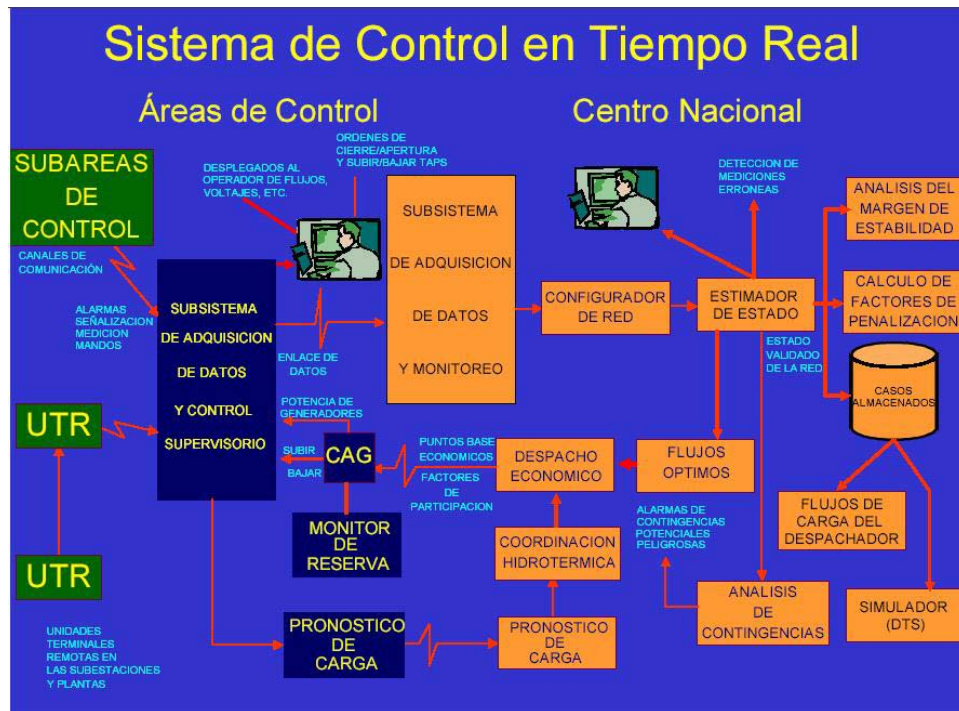 Sistema de Control en Tiempo Real
Áreas de Control
Centro Nacional
SUBAREAS
DE
CONTROL
CANALES DE
COMUNICACIÓN
ALARMAS
SEÑALIZACION
MEDICION
MANDOS
UTR
UTR
UNIDADES
TERMINALES
REMOTAS EN
LAS SUBESTACIONES
Y PLANTAS
DESPLEGADOS AL
OPERADOR DE FLUJOS,
VOLTAJES, ETC.
ORDENES DE
CIERRE/APERTURA
Y SUBIR/BAJAR TAPS
SUBSISTEMA
DE ADQUISICION
DE DATOS
Y CONTROL
SUPERVISORIO
ENLACE DE
DATOS
POTENCIA DE
GENERADORES
SUBIR
BAJAR
CAG
MONITOR
DE
RESERVA
PRONOSTICO
DE
CARGA
SUBSISTEMA
DE ADQUISICION
DE DATOS
Y MONITOREO
PUNTOS BASE
ECONOMICOS
FACTORES
DE
PARTICIPACION
DESPACHO
ECONOMICO
COORDINACION
HIDROTERMICA
PRONOSTICO
DE
CARGA
CONFIGURADOR
DE RED
DETECCION DE
MEDICIONES
ERRONEAS
ESTIMADOR
DE ESTADO
ESTADO
VALIDADO
DE LA RED
FLUJOS
OPTIMOS
ALARMAS DE
CONTINGENCIAS
POTENCIALES
PELIGROSAS
ANALISIS
DE
CONTINGENCIAS
ANALISIS DEL
MARGEN DE
ESTABILIDAD
CALCULO DE
FACTORES DE
PENALIZACION
CASOS
ALMACENADOS
FLUJOS DE
CARGA DEL
DESPACHADOR
SIMULADOR
(DTS)